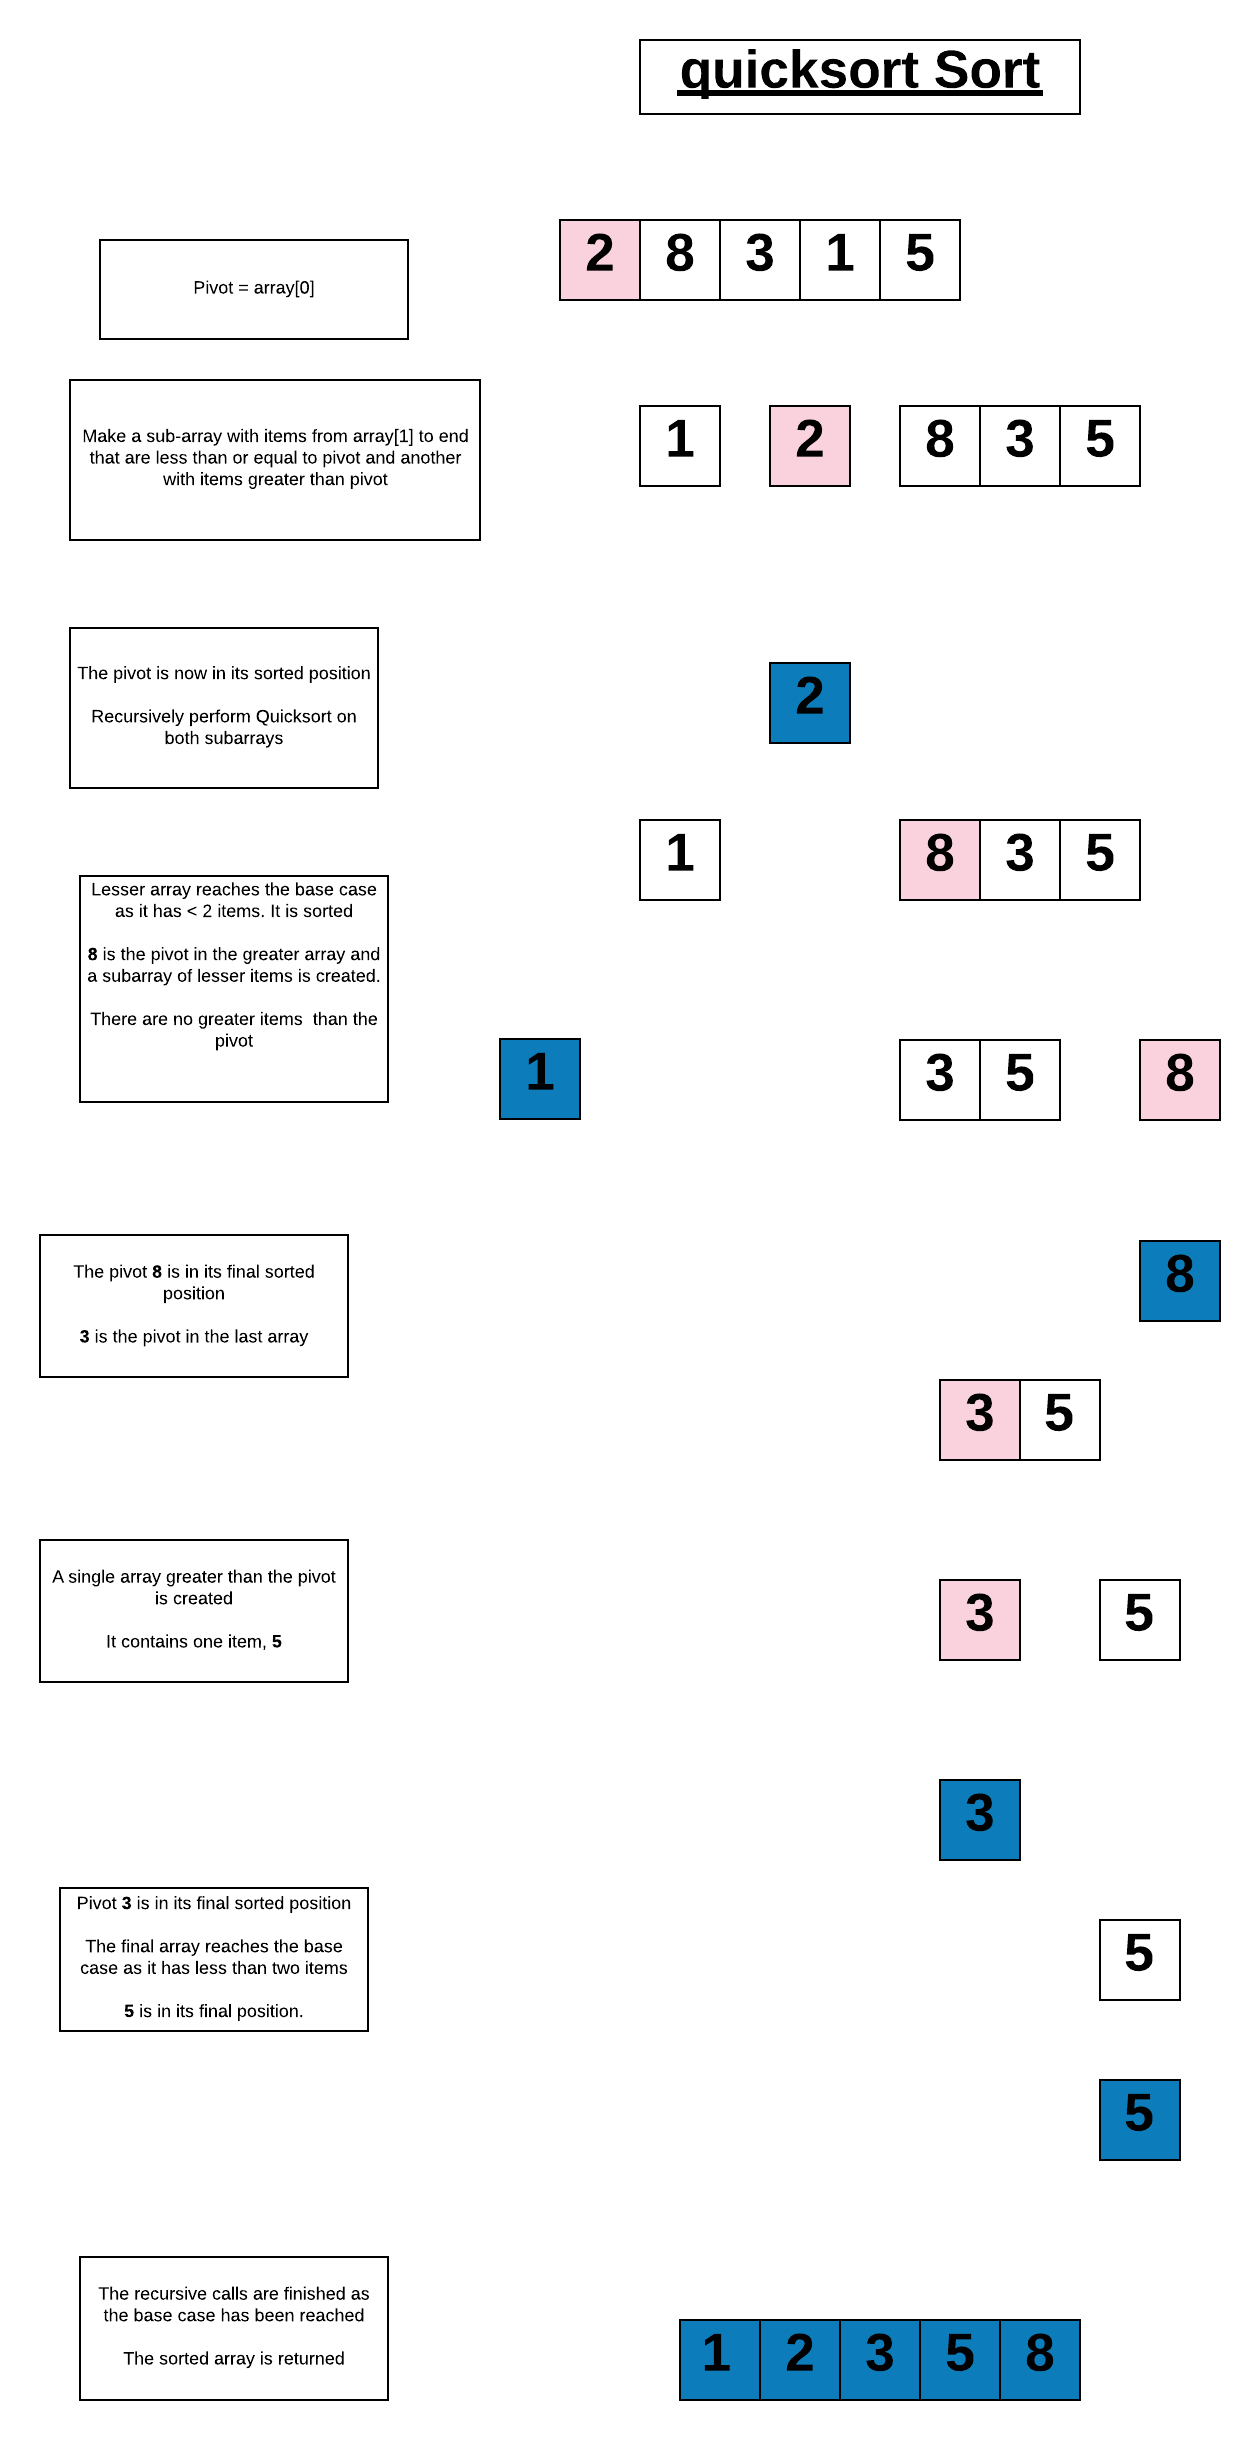 quicksort Sort
2 8 3 1 5
Pivot = array[0]
1 2 8 3 5
Make a sub-array with items from array[1] to end
that are less than or equal to pivot and another
with items greater than pivot
The pivot is now in its sorted position
Recursively perform Quicksort on
both subarrays
2
1 8 3 5
Lesser array reaches the base case
as it has < 2 items. It is sorted
8 is the pivot in the greater array and
a subarray of lesser items is created.
There are no greater items  than the
pivot
1 3 5 8
The pivot 8 is in its final sorted
position
3 is the pivot in the last array
8
3 5
A single array greater than the pivot
is created
It contains one item, 5
3 5
3
Pivot 3 is in its final sorted position
The final array reaches the base
case as it has less than two items
5 is in its final position.
5
5
The recursive calls are finished as
the base case has been reached
The sorted array is returned
1 2 3 5 8